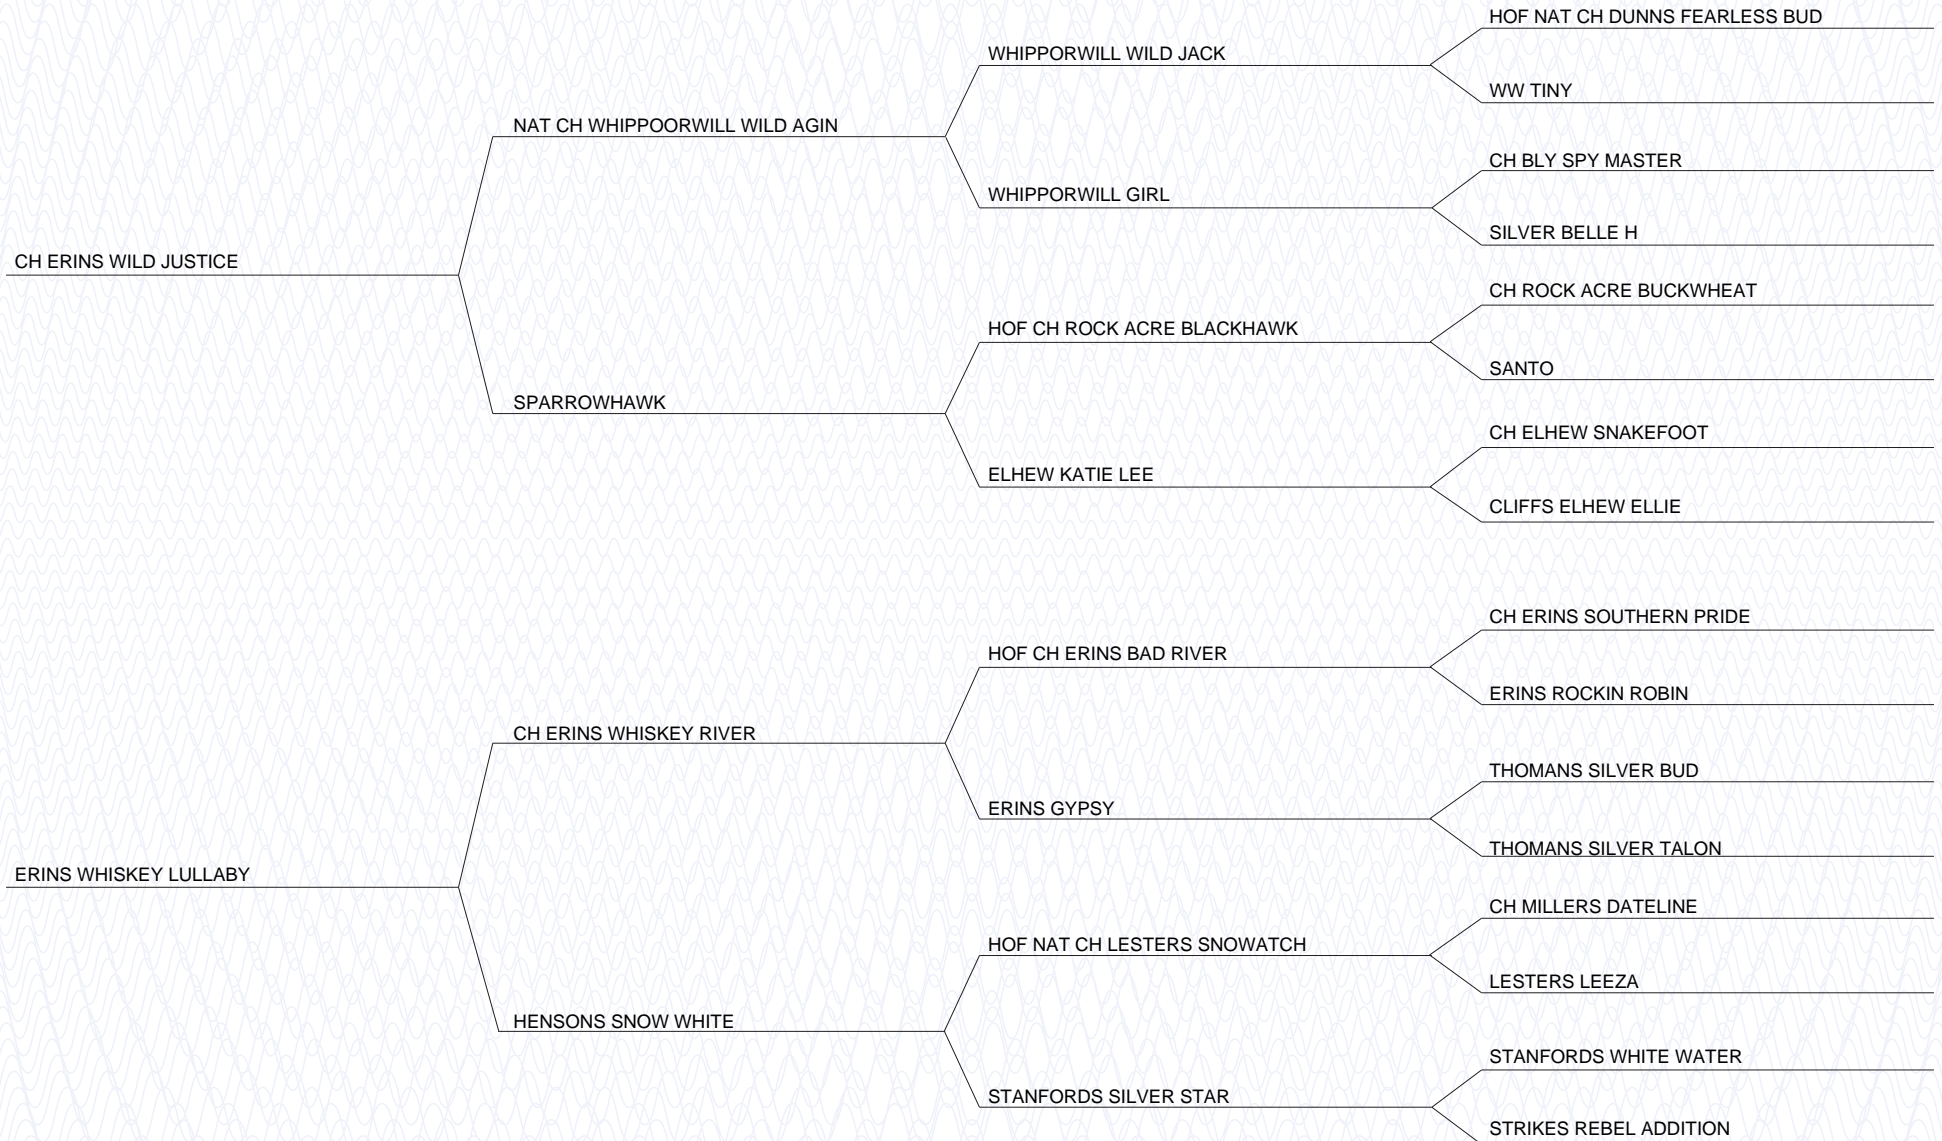 HOF NAT CH DUNNS FEARLESS BUD
WHIPPORWILL WILD JACK
WW TINY
NAT CH WHIPPOORWILL WILD AGIN
CH BLY SPY MASTER
WHIPPORWILL GIRL
SILVER BELLE H
CH ERINS WILD JUSTICE
CH ROCK ACRE BUCKWHEAT
HOF CH ROCK ACRE BLACKHAWK
SANTO
SPARROWHAWK
CH ELHEW SNAKEFOOT
ELHEW KATIE LEE
CLIFFS ELHEW ELLIE
CH ERINS SOUTHERN PRIDE
HOF CH ERINS BAD RIVER
ERINS ROCKIN ROBIN
CH ERINS WHISKEY RIVER
THOMANS SILVER BUD
ERINS GYPSY
THOMANS SILVER TALON
ERINS WHISKEY LULLABY
CH MILLERS DATELINE
HOF NAT CH LESTERS SNOWATCH
LESTERS LEEZA
HENSONS SNOW WHITE
STANFORDS WHITE WATER
STANFORDS SILVER STAR
STRIKES REBEL ADDITION